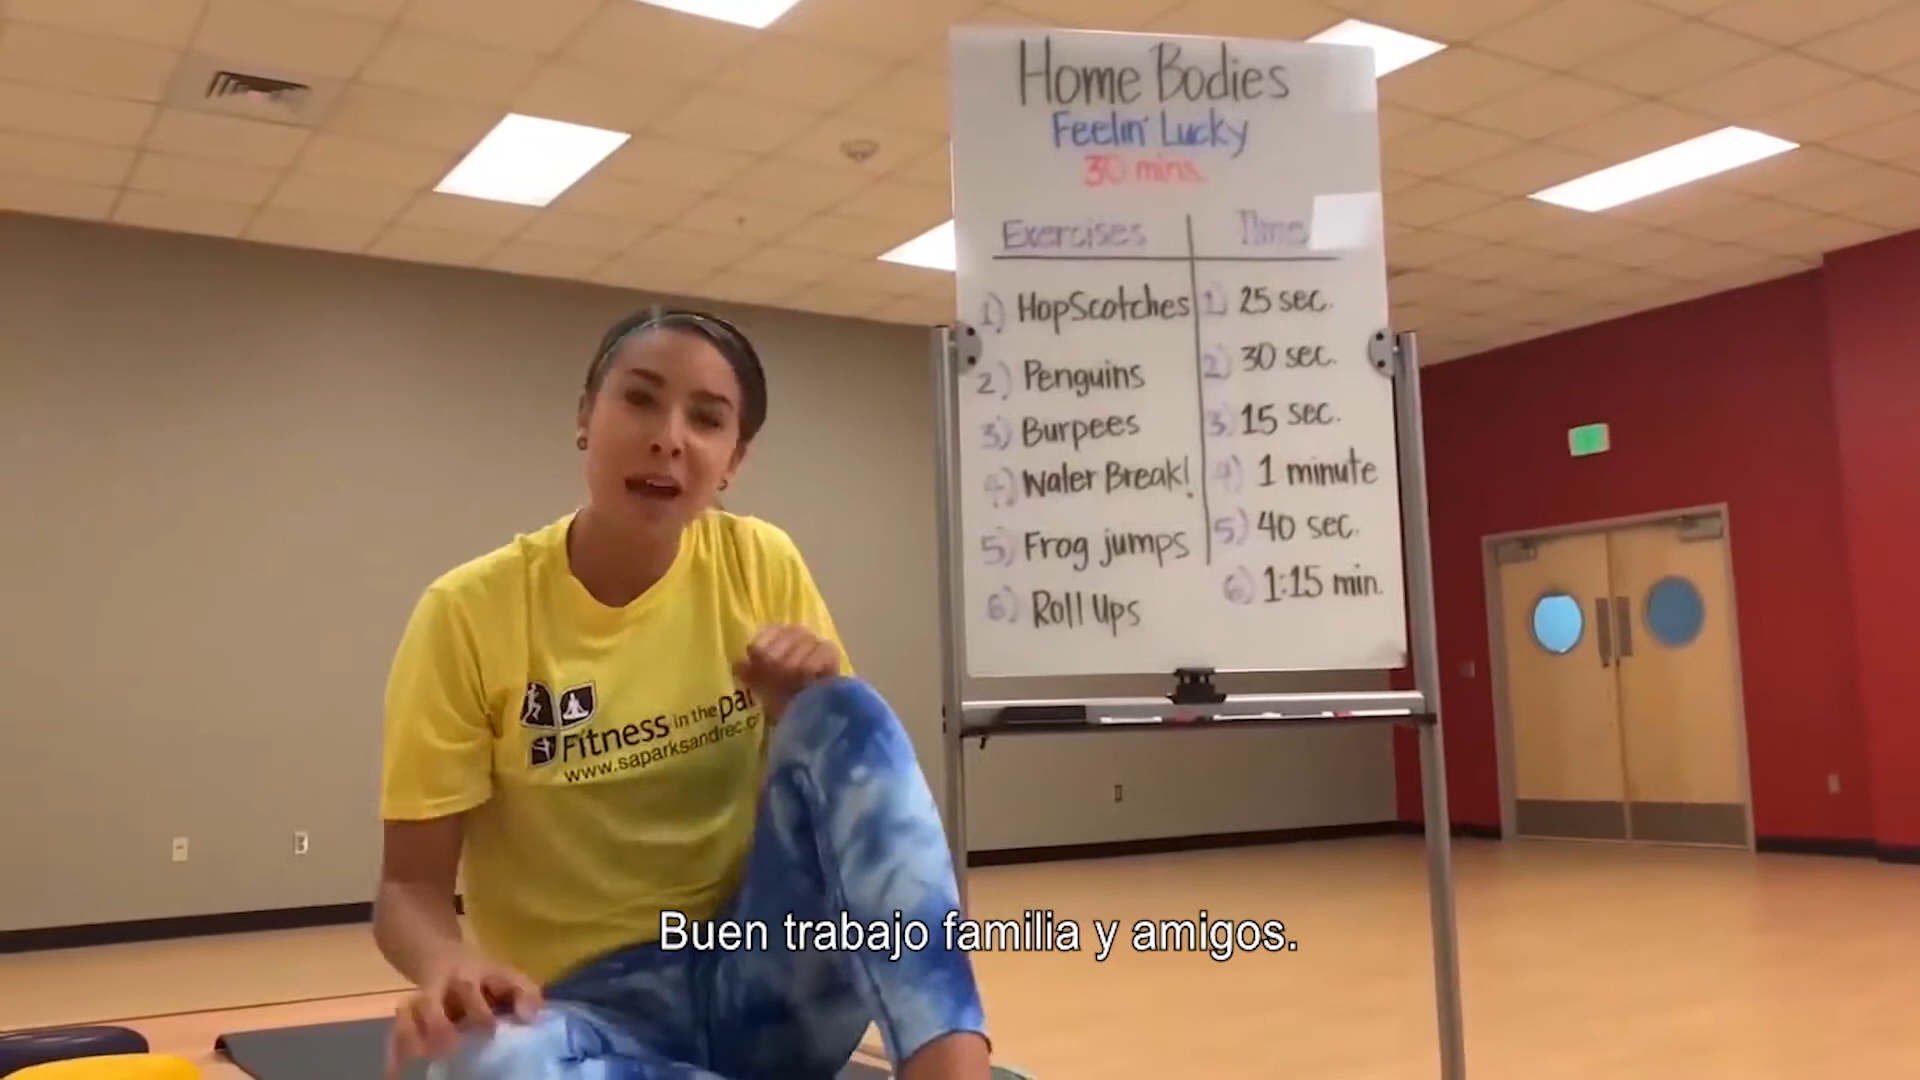 Home Bodies
Feelin' Lucky
30 mins.
Exercises Time
1) HopScotches 1) 25 sec.
2) Penguins 2) 30 sec.
3) Burpees 3) 15 sec.
4) Water Break! 4) 1 minute
5) Frog jumps 5) 40 sec.
6) Roll Ups 6) 1:15 min.
Fitness in the par
www.saparksandrec.c
Buen trabajo familia y amigos.